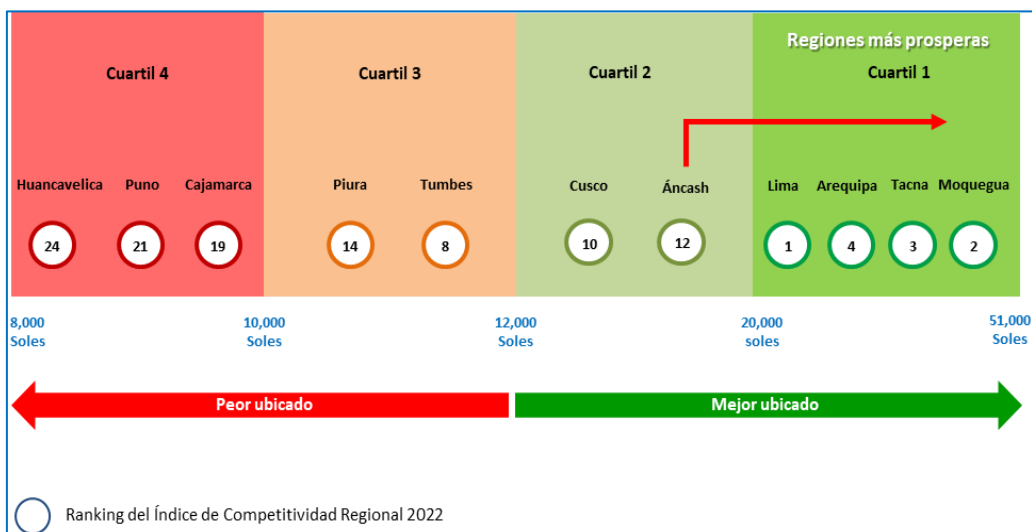 Regiones más prosperas
Cuartil 4
Cuartil 3
Cuartil 2
Cuartil 1
Huancavelica
Puno
Cajamarca
Piura
Tumbes
Cusco
Áncash
Lima
Arequipa
Tacna
Moquegua
24
21
19
14
8
10
12
1
4
3
2
8,000
Soles
10,000
Soles
12,000
Soles
20,000
soles
51,000
Soles
Peor ubicado
Mejor ubicado
Ranking del Índice de Competitividad Regional 2022